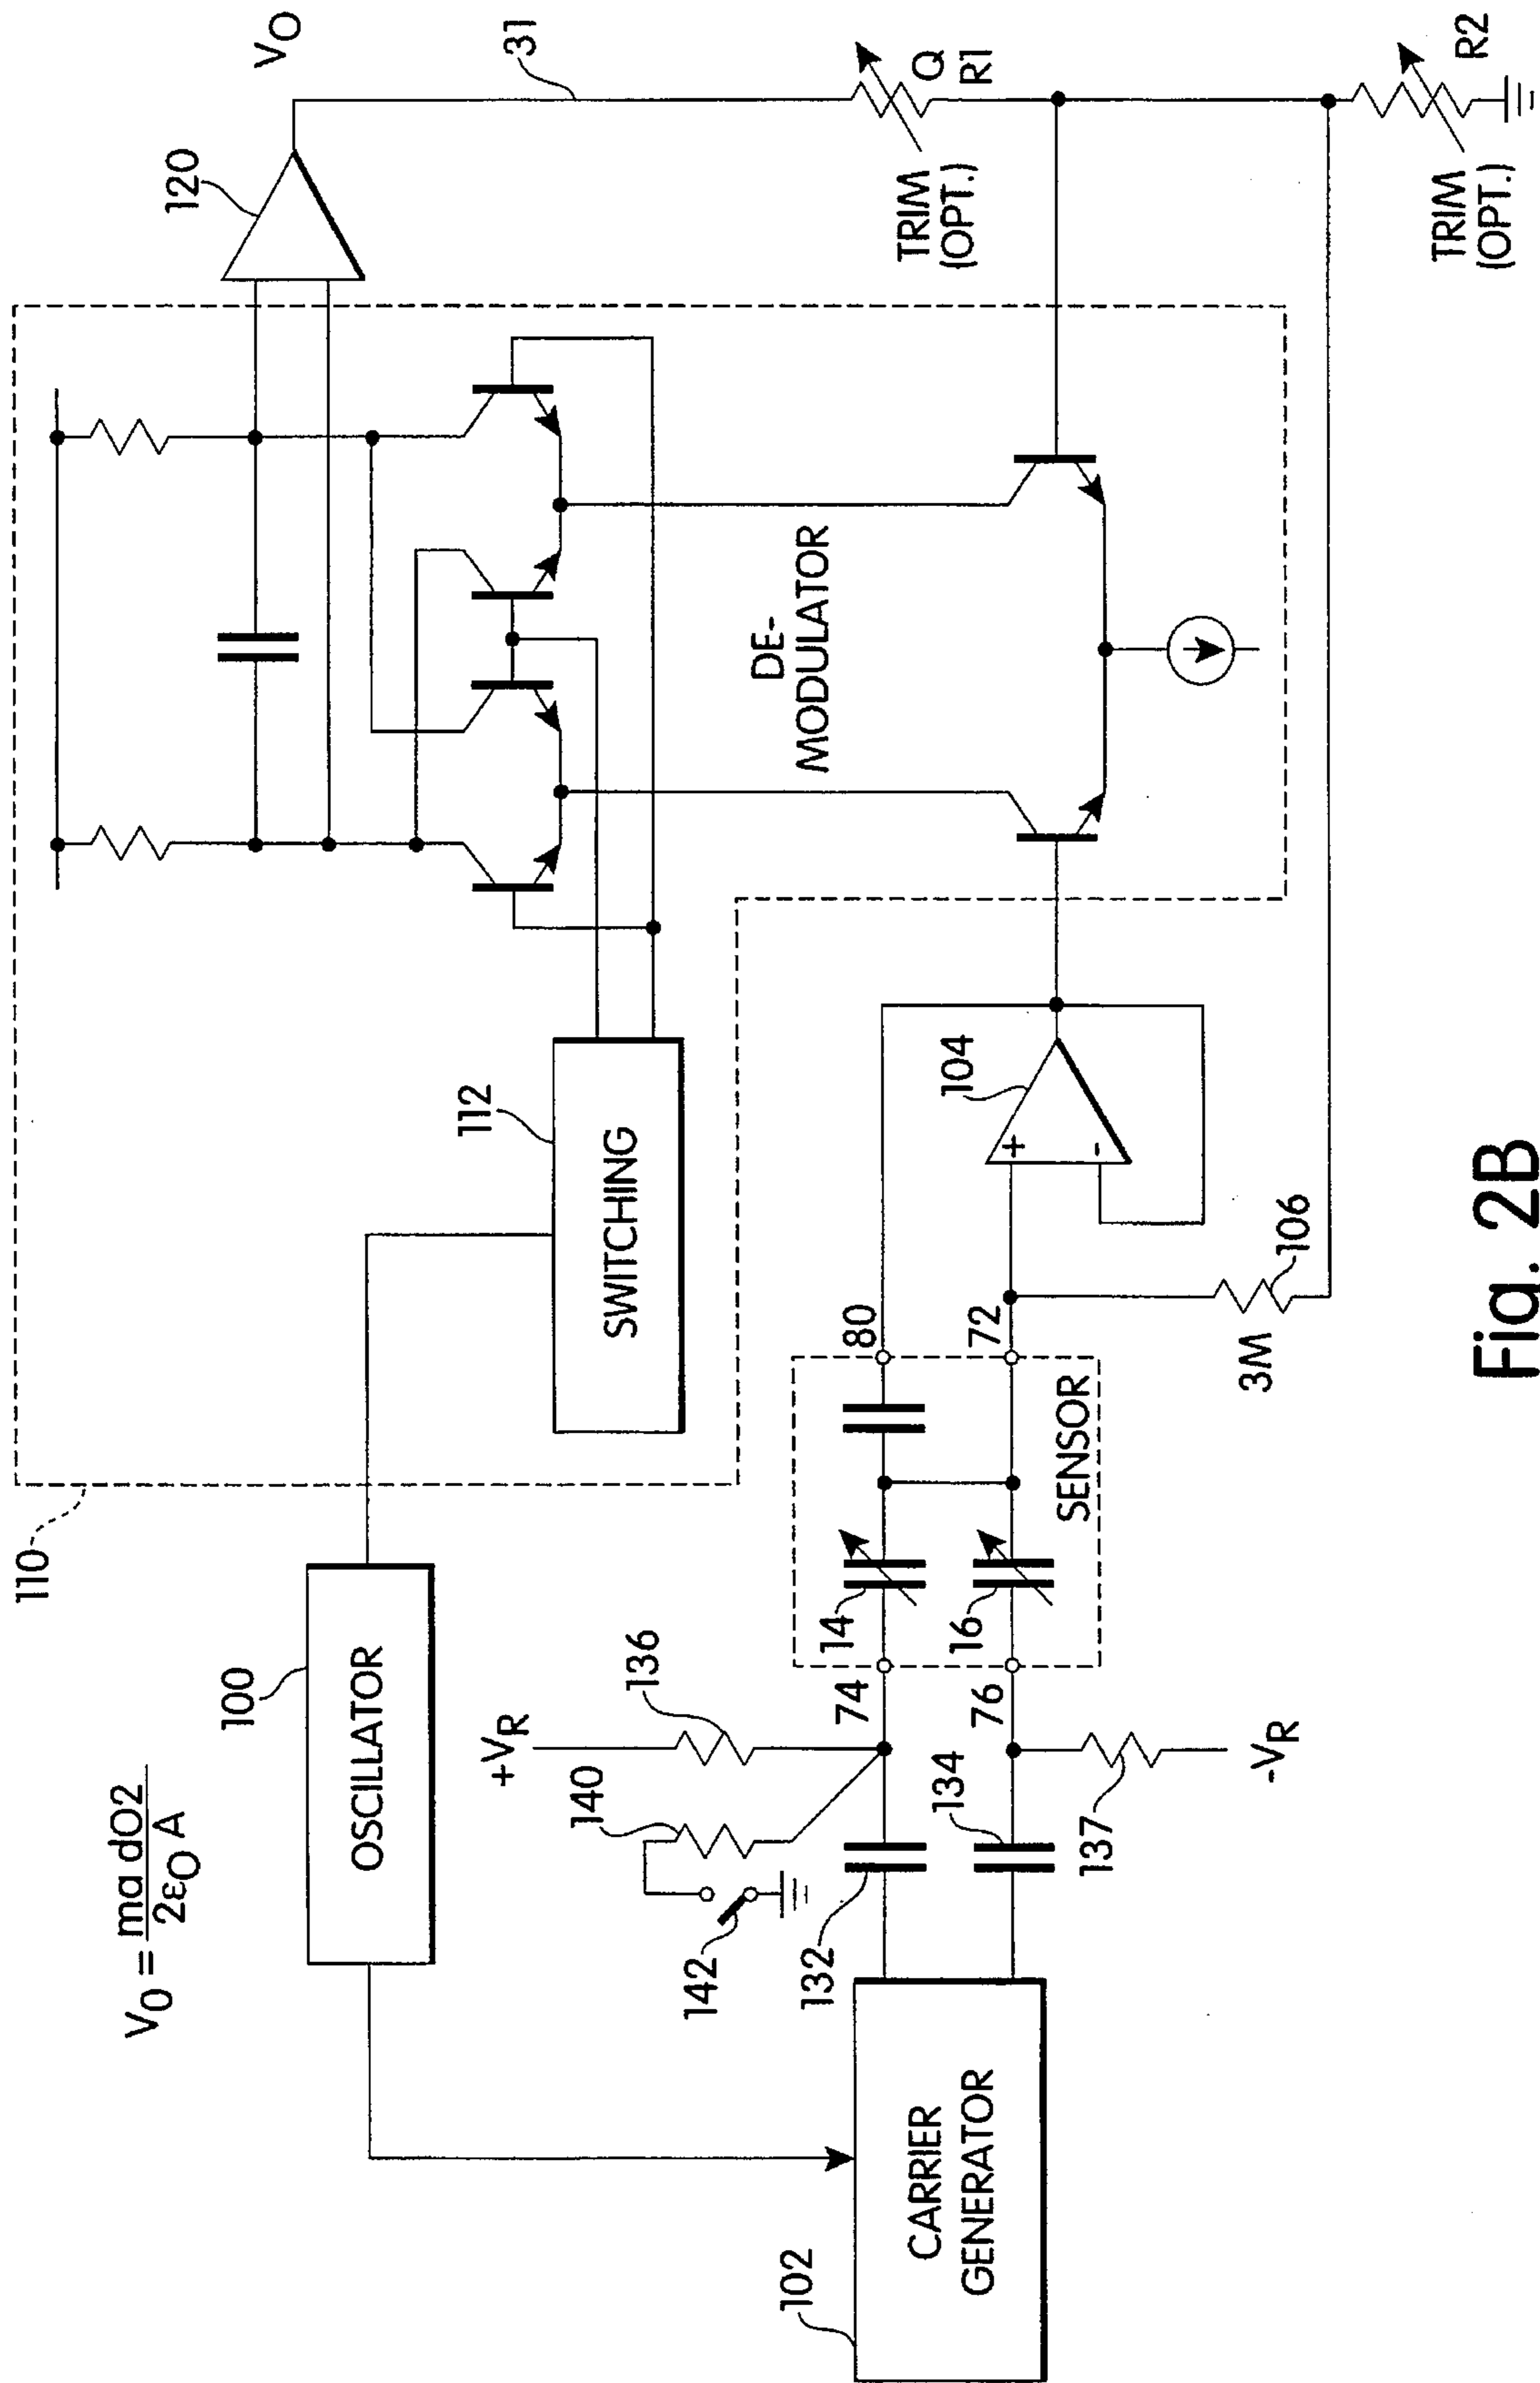 V₀ = ma dO2 / 2ε₀ A
110
100
OSCILLATOR
112
SWITCHING
120
V₀
31
DE-
MODULATOR
+V_R
136
140
142
132
74
14
80
102
CARRIER
GENERATOR
134
76
16
72
SENSOR
104
+
-
137
-V_R
3M
106
TRIM
(OPT.)
Q
R1
TRIM
(OPT.)
R2
Fig. 2B